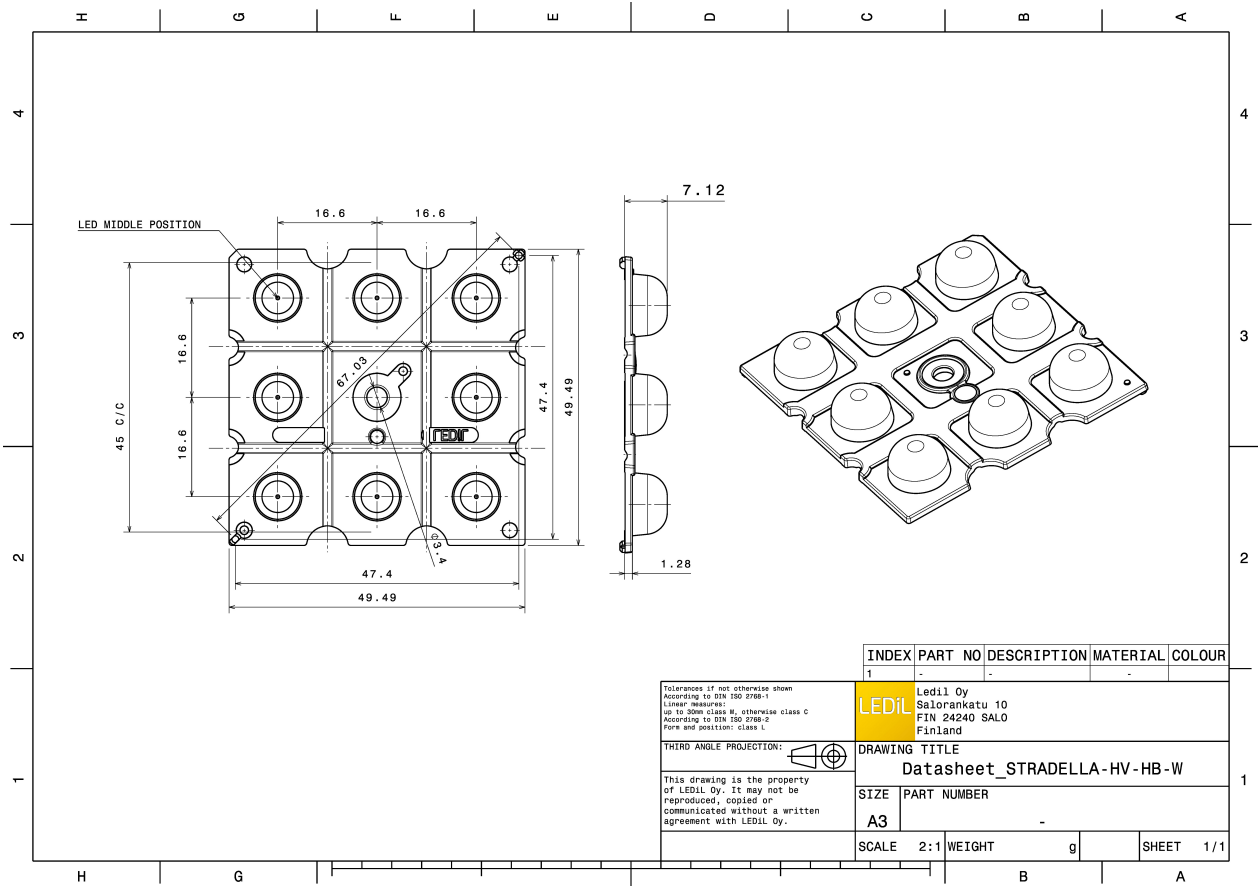 H G F E D C B A
4 4
7.12
16.6 16.6
LED MIDDLE POSITION
3 3
16.6
67.03
47.4
49.49
45 C/C
16.6
LEDiL
2 2
Ø3.4
1.28
47.4
49.49
INDEX PART NO DESCRIPTION MATERIAL COLOUR
1 - - -
Tolerances if not otherwise shown
According to DIN ISO 2768-1
Linear measures:
up to 30mm class M, otherwise class C
According to DIN ISO 2768-2
Form and position: class L
LEDiL
Ledil Oy
Salorankatu 10
FIN 24240 SALO
Finland
THIRD ANGLE PROJECTION:
DRAWING TITLE
Datasheet_STRADELLA-HV-HB-W
1 1
This drawing is the property
of LEDiL Oy. It may not be
reproduced, copied or
communicated without a written
agreement with LEDiL Oy.
SIZE PART NUMBER
A3 -
SCALE 2:1 WEIGHT g SHEET 1/1
H G B A